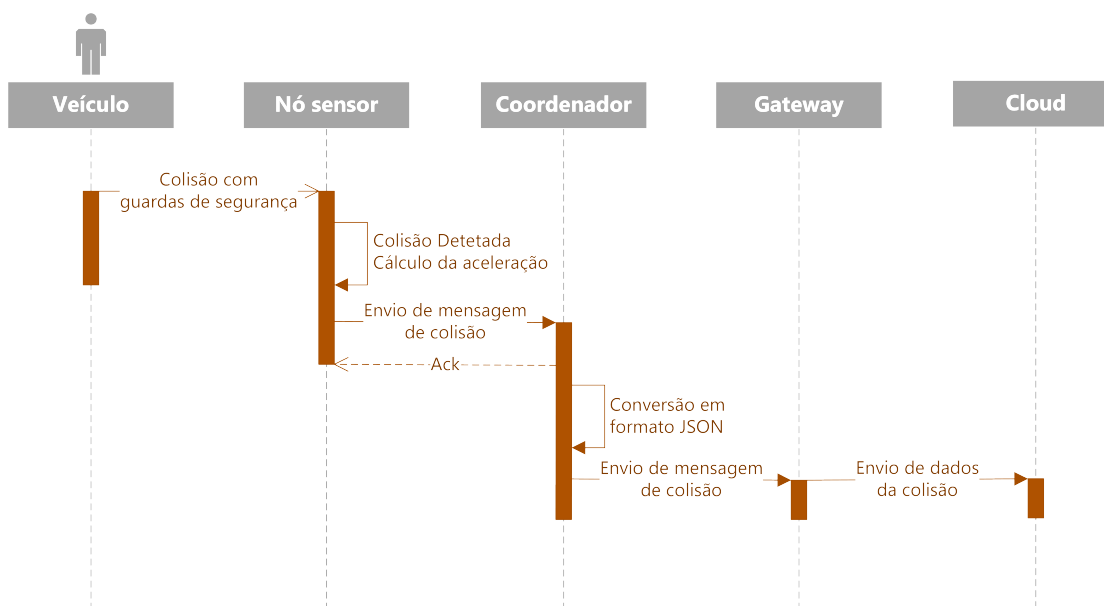 Veículo
Nó sensor
Coordenador
Gateway
Cloud
Colisão com
guardas de segurança
Colisão Detetada
Cálculo da aceleração
Envio de mensagem
de colisão
Ack
Conversão em
formato JSON
Envio de mensagem
de colisão
Envio de dados
da colisão